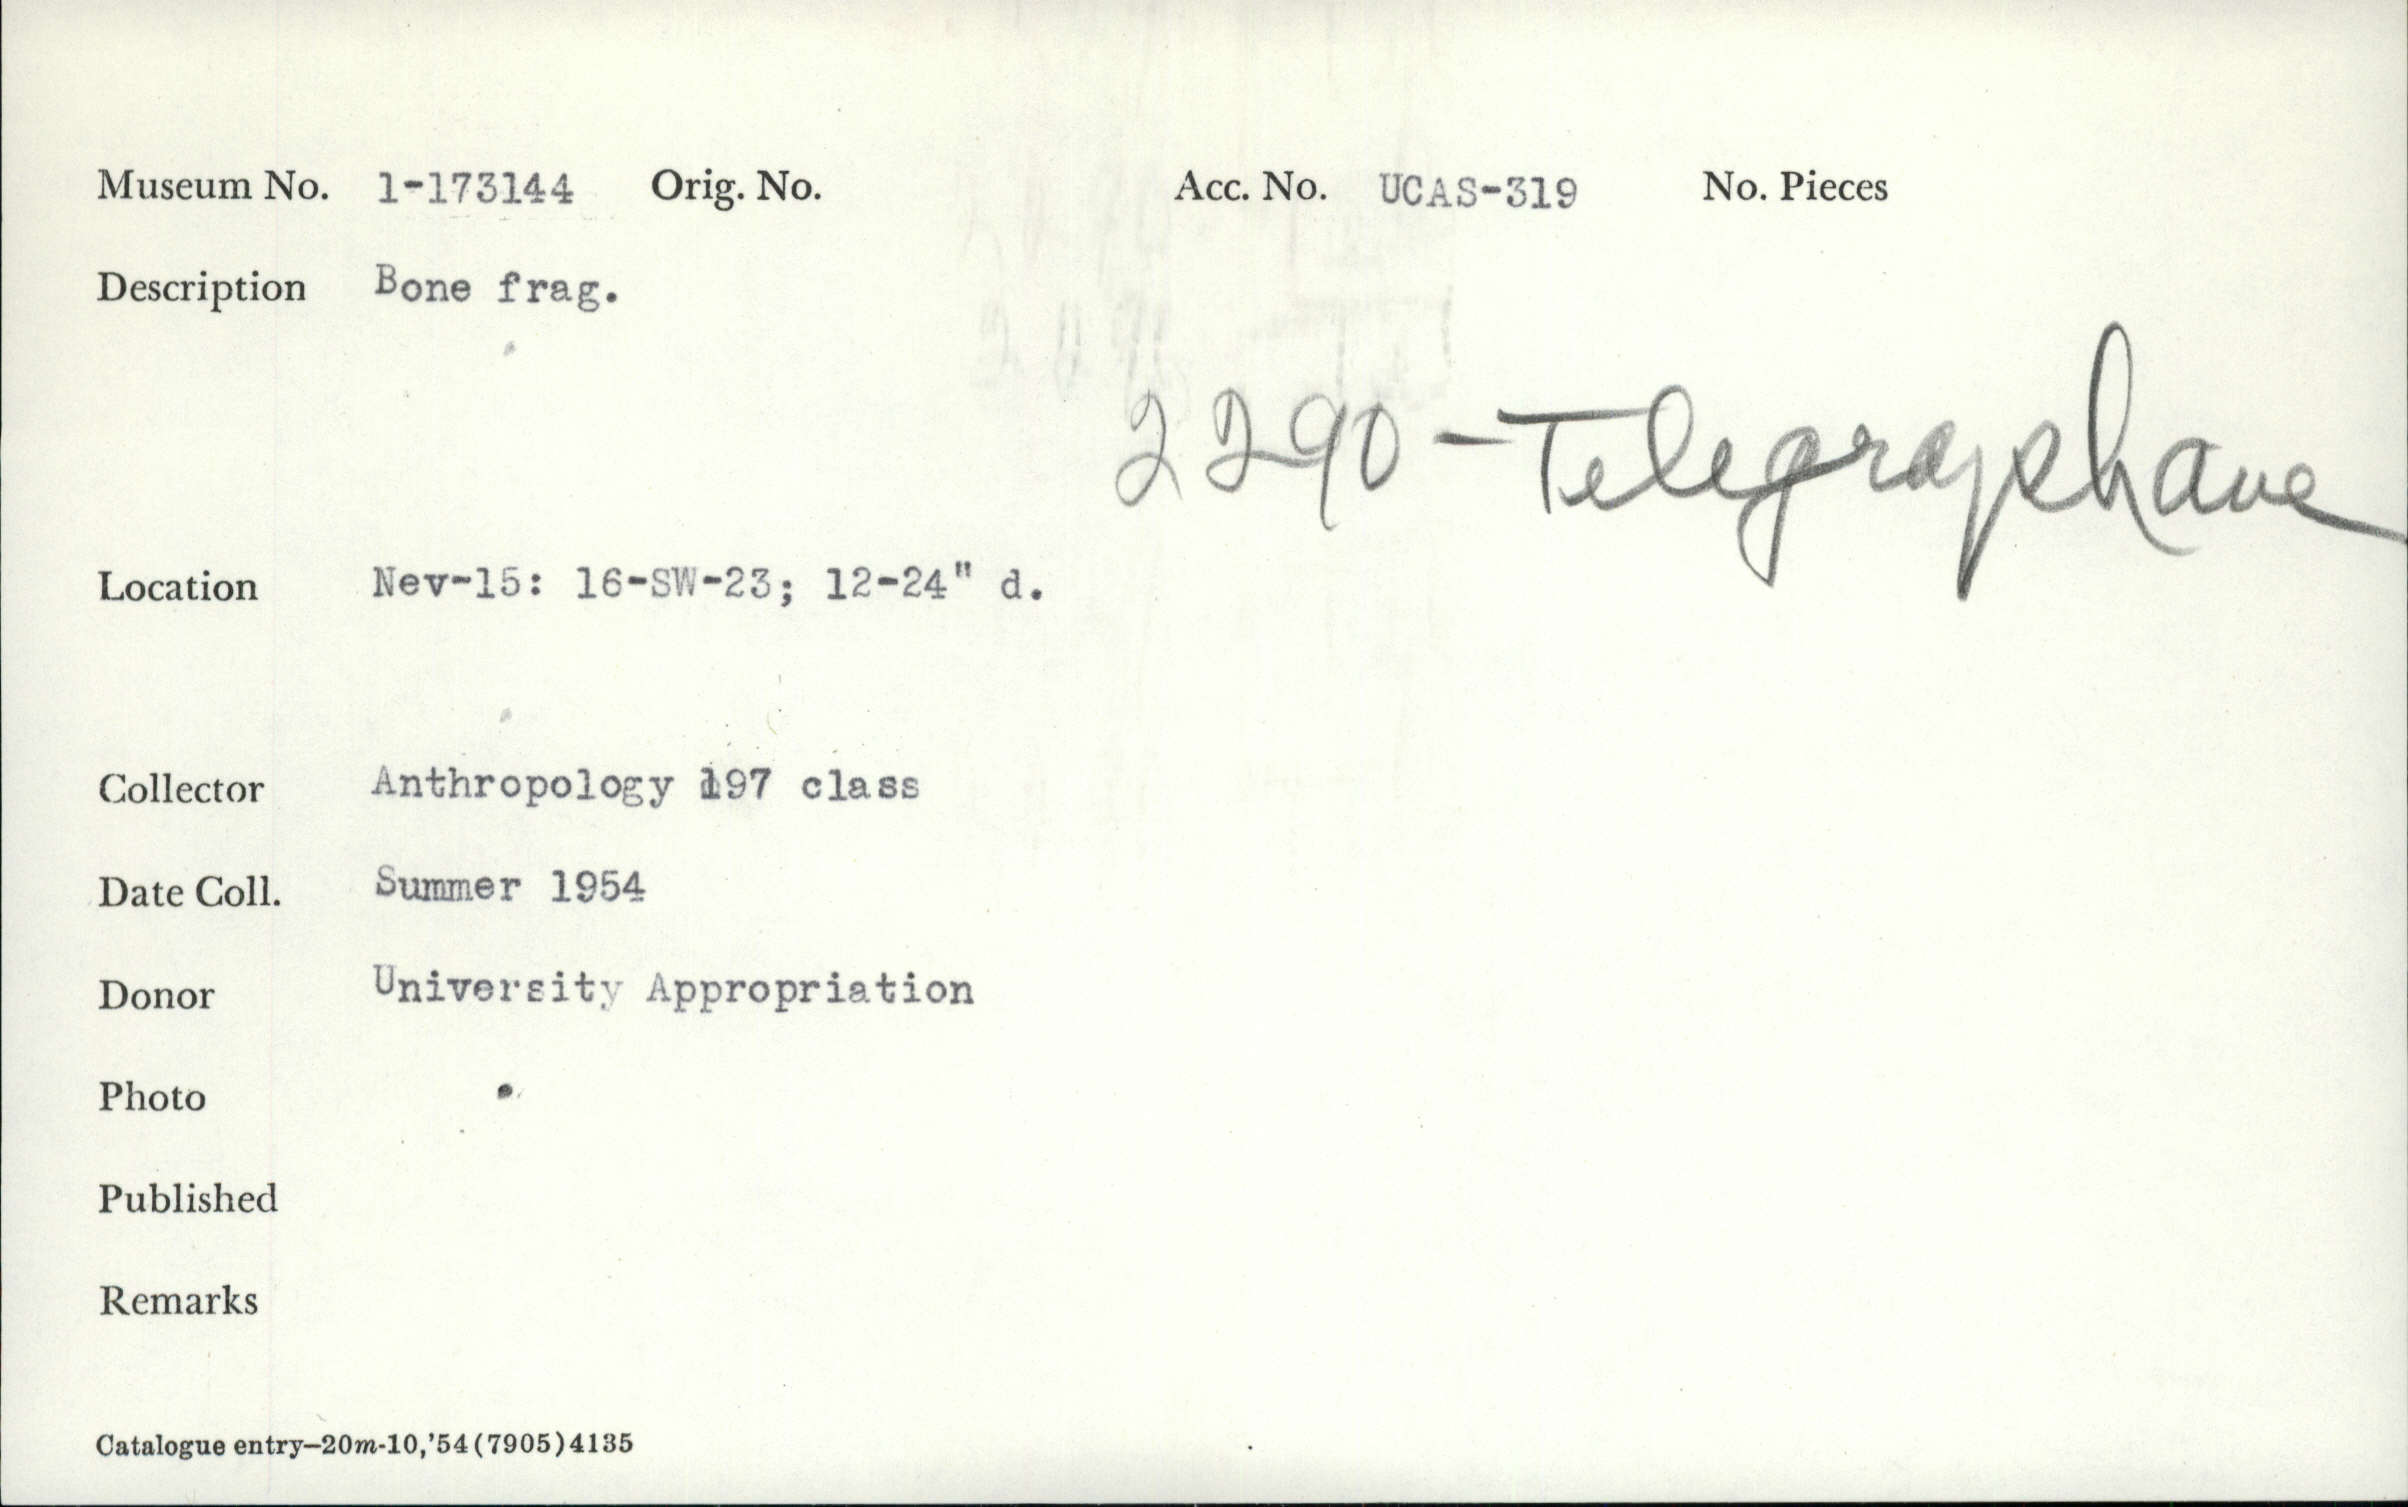 Museum No. 1-173144 Orig. No. Acc. No. UCAS-319 No. Pieces
Description Bone frag.
2290-Telegraph ave
Location Nev-15: 16-SW-23; 12-24" d.
Collector Anthropology 197 class
Date Coll. Summer 1954
Donor University Appropriation
Photo
Published
Remarks
Catalogue entry—20m-10,'54(7905)4135